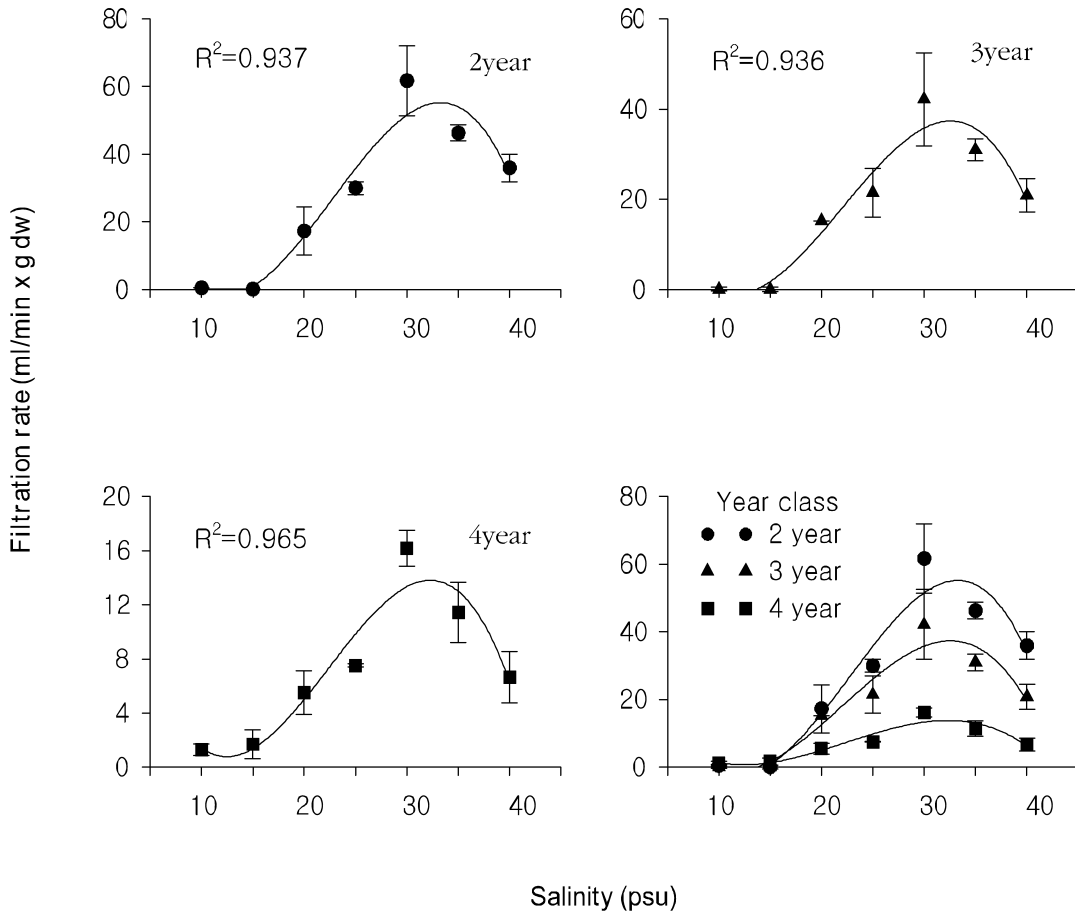 Filtration rate (ml/min x g dw)
80
60
40
20
0
R²=0.937
2year
10 20 30 40
60
40
20
0
R²=0.936
3year
10 20 30 40
20
16
12
8
4
0
R²=0.965
4year
10 20 30 40
80
60
40
20
0
Year class
2 year
3 year
4 year
10 20 30 40
Salinity (psu)